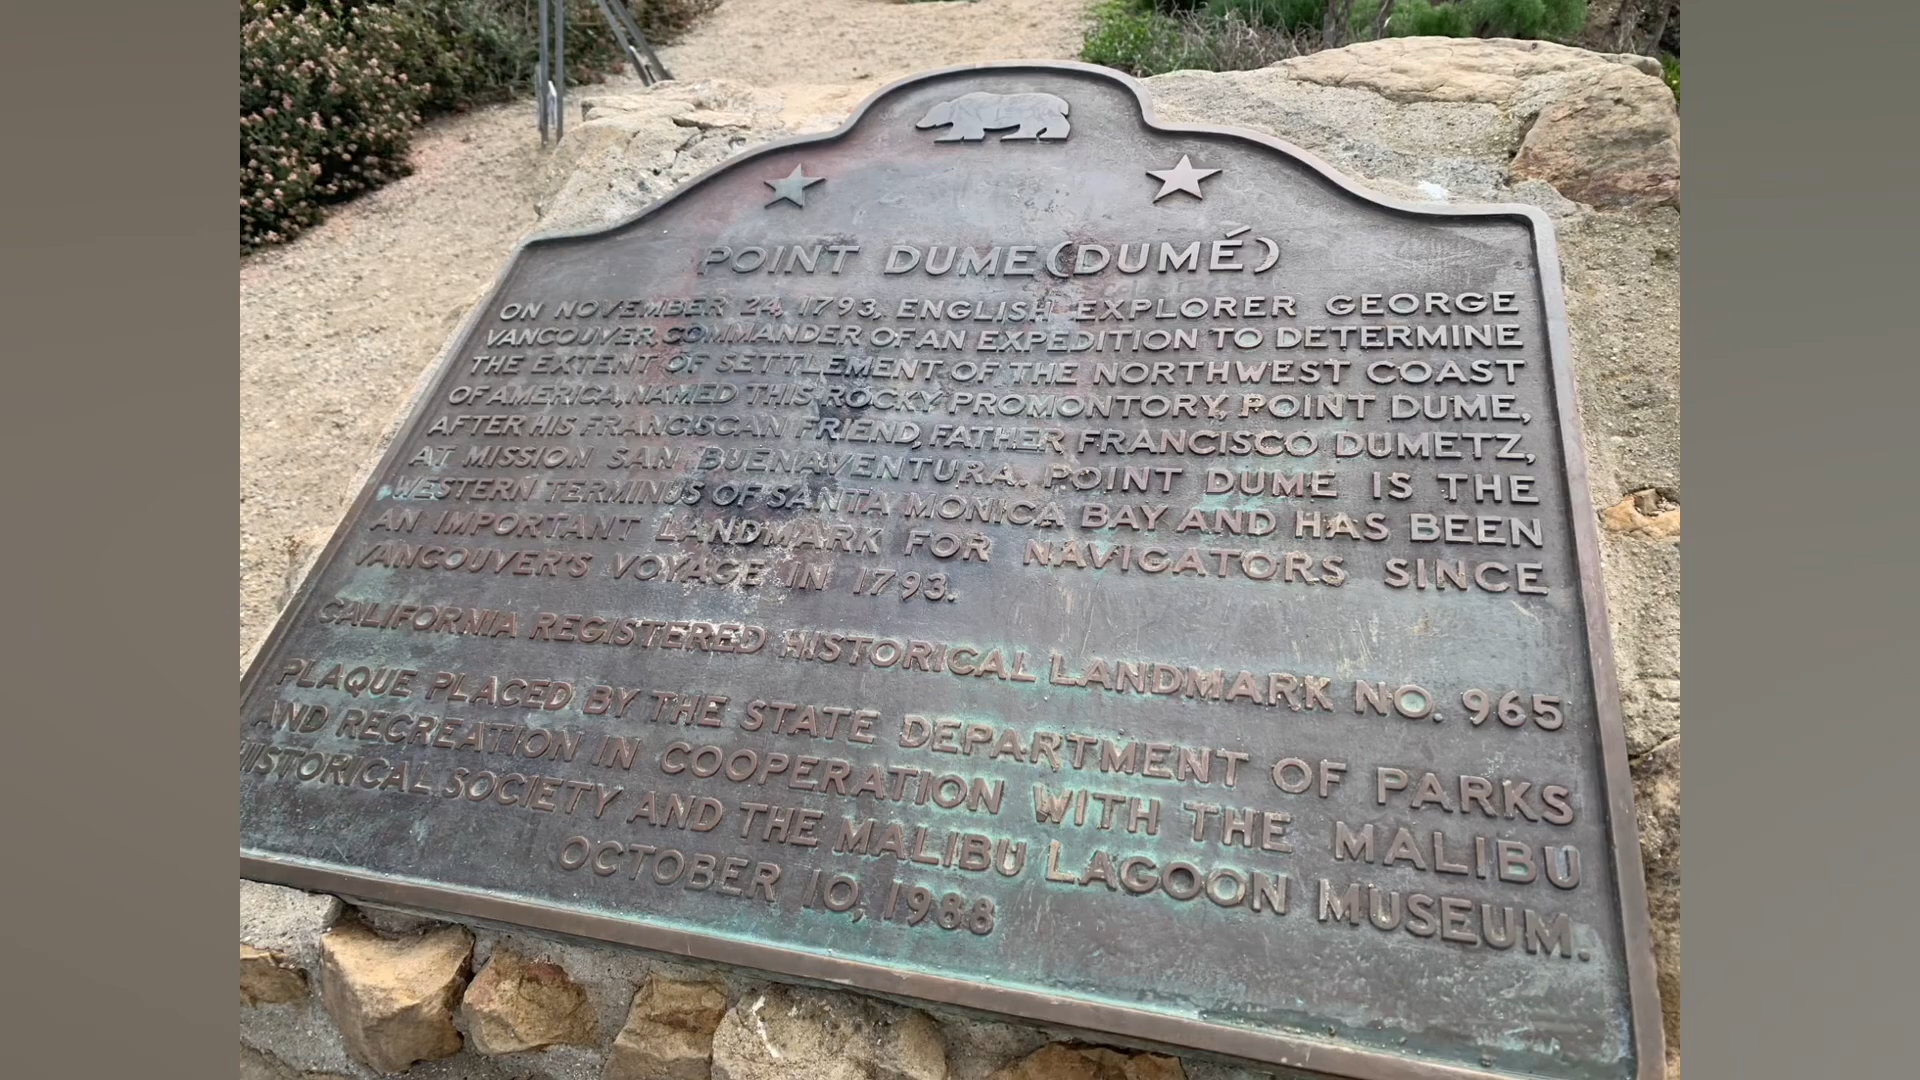 POINT DUME (DUMÉ)
ON NOVEMBER 24, 1793, ENGLISH EXPLORER GEORGE
VANCOUVER, COMMANDER OF AN EXPEDITION TO DETERMINE
THE EXTENT OF SETTLEMENT OF THE NORTHWEST COAST
OF AMERICA, NAMED THIS ROCKY PROMONTORY, POINT DUME,
AFTER HIS FRANCISCAN FRIEND, FATHER FRANCISCO DUMETZ,
AT MISSION SAN BUENAVENTURA. POINT DUME IS THE
WESTERN TERMINUS OF SANTA MONICA BAY AND HAS BEEN
AN IMPORTANT LANDMARK FOR NAVIGATORS SINCE
VANCOUVER'S VOYAGE IN 1793.
CALIFORNIA REGISTERED HISTORICAL LANDMARK NO. 965
PLAQUE PLACED BY THE STATE DEPARTMENT OF PARKS
AND RECREATION IN COOPERATION WITH THE MALIBU
HISTORICAL SOCIETY AND THE MALIBU LAGOON MUSEUM.
OCTOBER 10, 1988